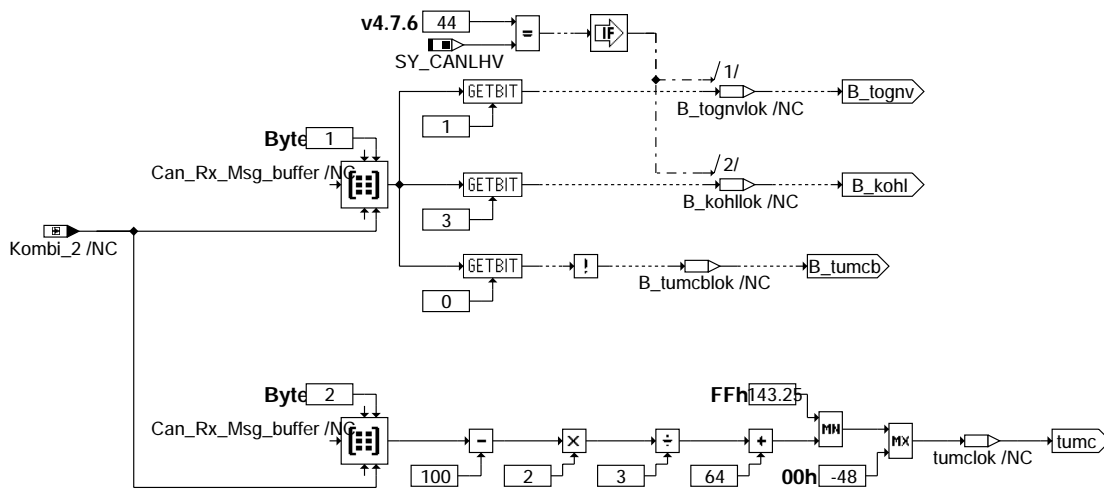 v4.7.6 44
=
IF
SY_CANLHV
/1/
GETBIT
B_tognv
B_tognvlok /NC
1
Byte 1
Can_Rx_Msg_buffer /NC
/2/
GETBIT
B_kohl
B_kohllok /NC
3
Kombi_2 /NC
GETBIT
!
B_tumcb
B_tumcblok /NC
0
Byte 2
FFh 143.25
Can_Rx_Msg_buffer /NC
MN
MX
- × ÷ +
tumc
tumclok /NC
100 2 3 64 00h -48